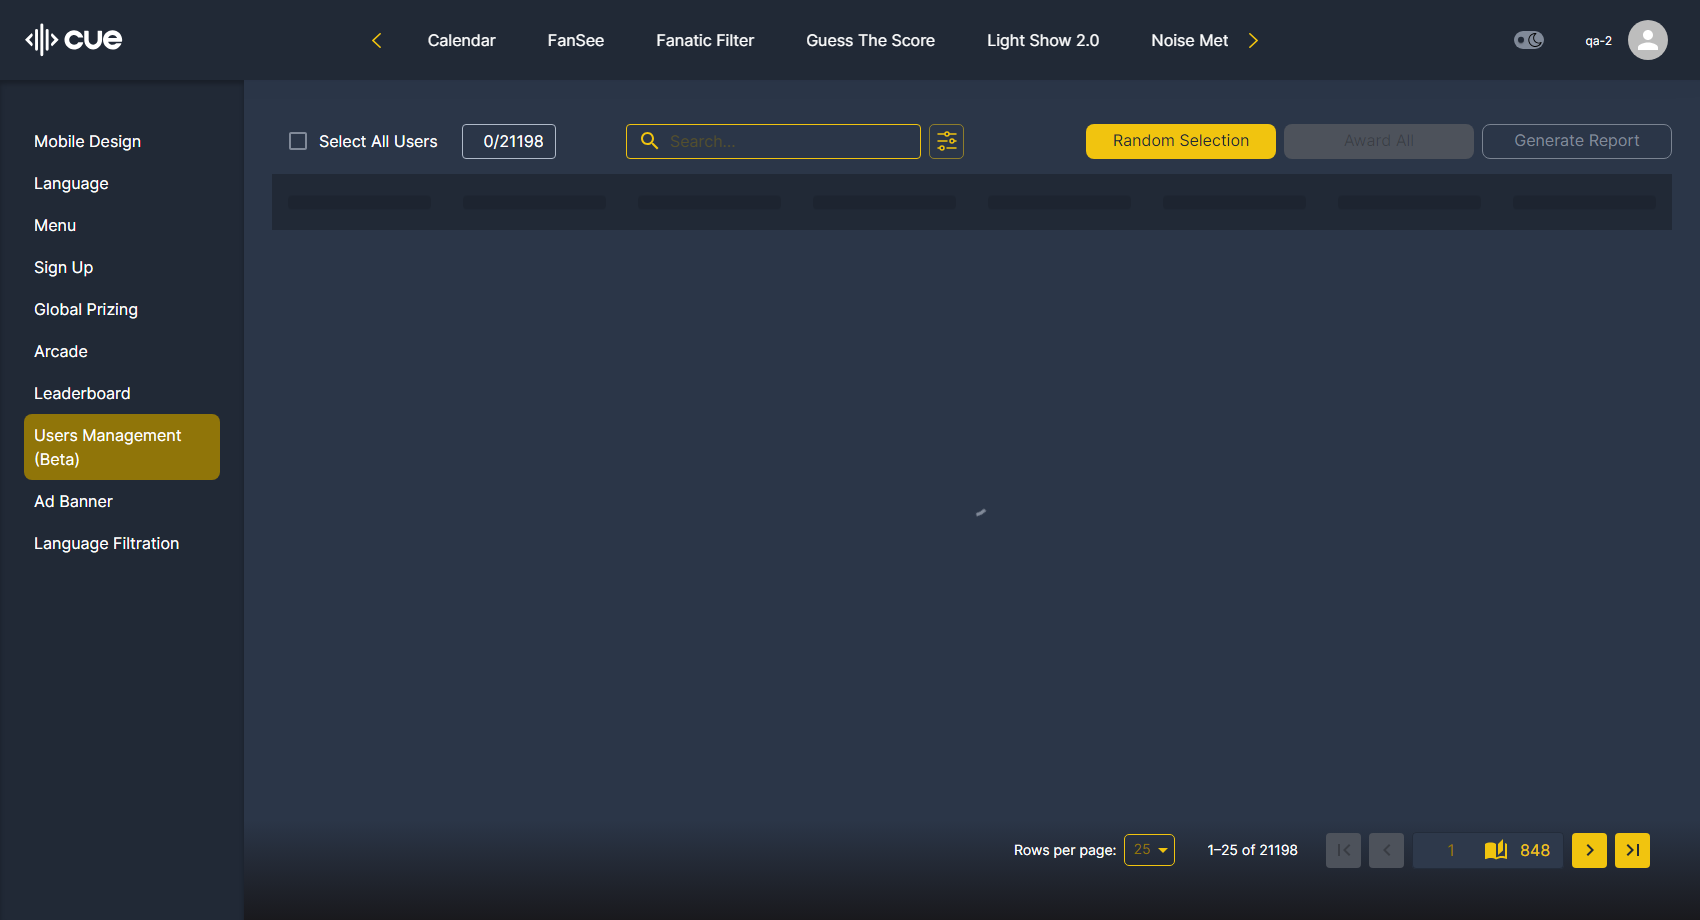 cue
Calendar
FanSee
Fanatic Filter
Guess The Score
Light Show 2.0
Noise Met
qa-2
Mobile Design
Language
Menu
Sign Up
Global Prizing
Arcade
Leaderboard
Users Management
(Beta)
Ad Banner
Language Filtration
Select All Users
0/21198
Search...
Random Selection
Award All
Generate Report
Rows per page:
25
1–25 of 21198
1
848